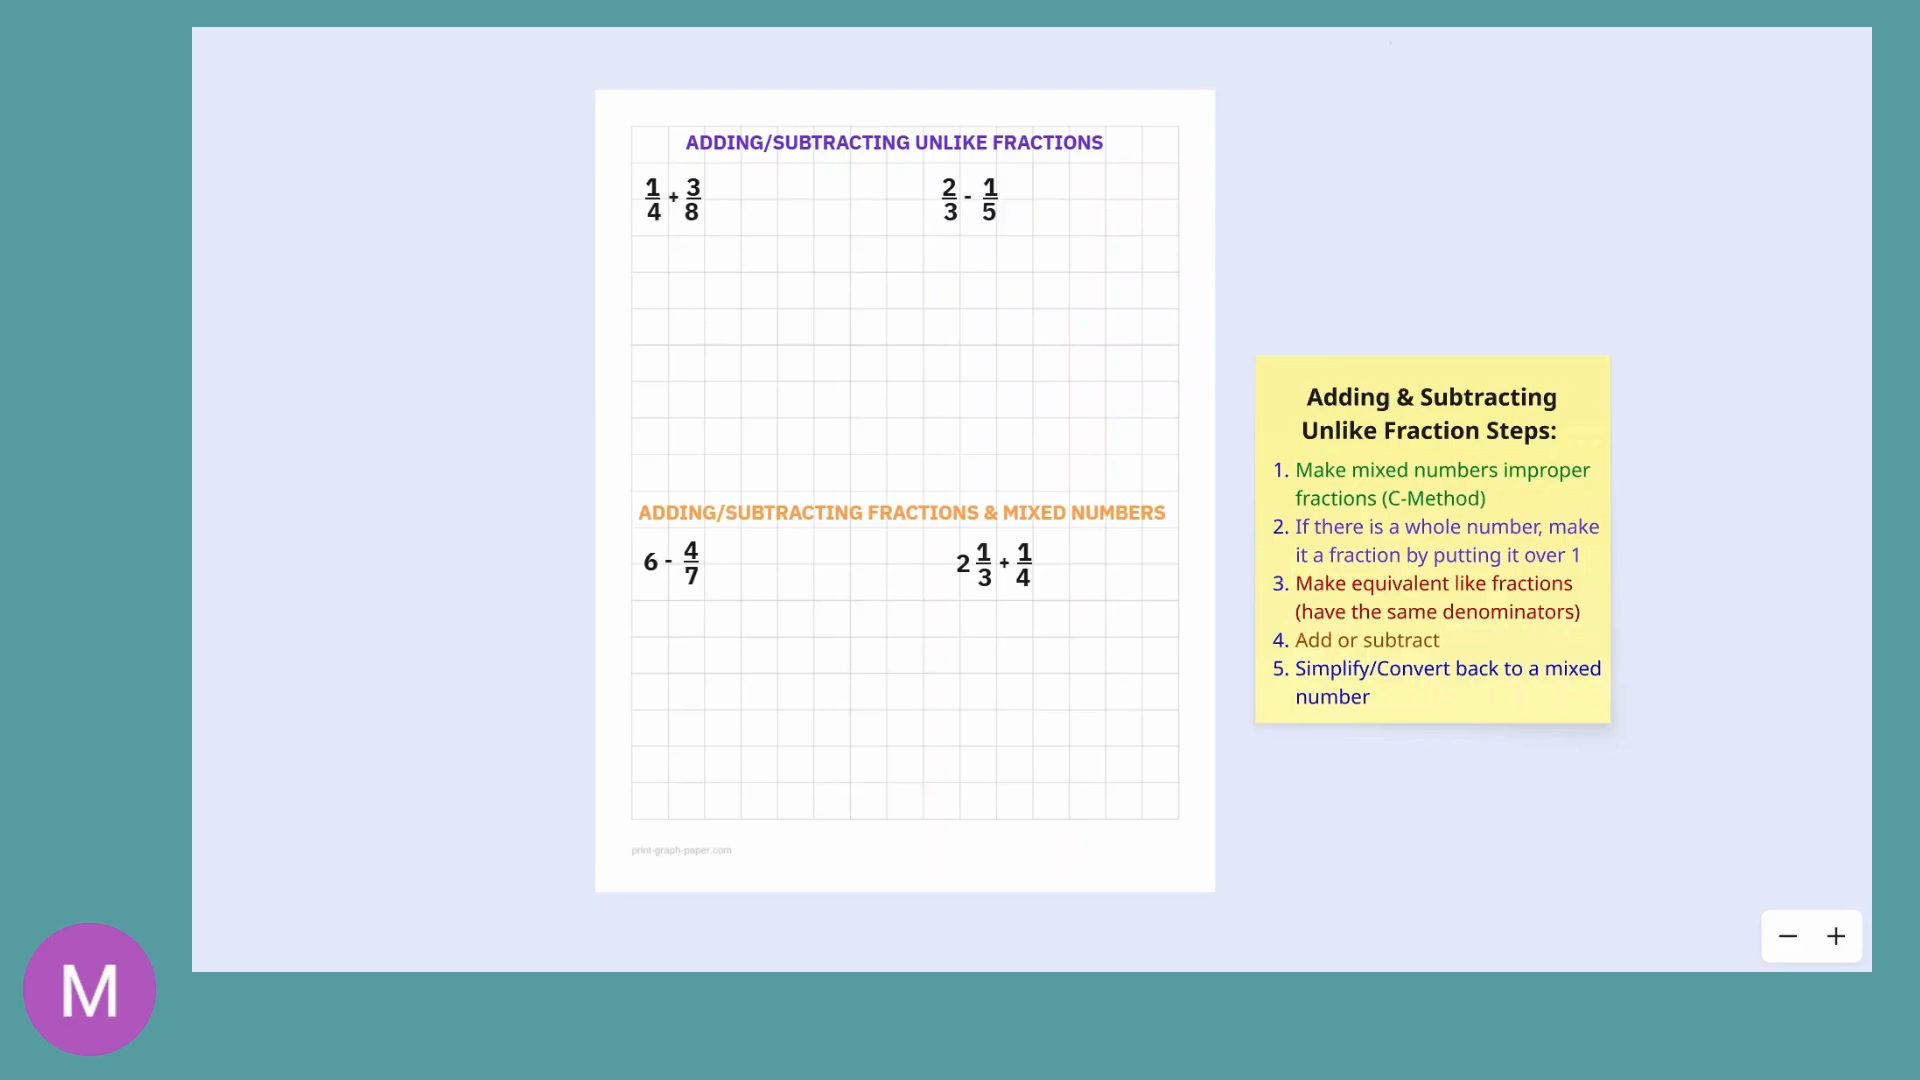 ADDING/SUBTRACTING UNLIKE FRACTIONS
1/4 + 3/8
2/3 - 1/5
ADDING/SUBTRACTING FRACTIONS & MIXED NUMBERS
6 - 4/7
2 1/3 + 1/4
print-graph-paper.com
Adding & Subtracting
Unlike Fraction Steps:
1. Make mixed numbers improper
fractions (C-Method)
2. If there is a whole number, make
it a fraction by putting it over 1
3. Make equivalent like fractions
(have the same denominators)
4. Add or subtract
5. Simplify/Convert back to a mixed
number
− +
M